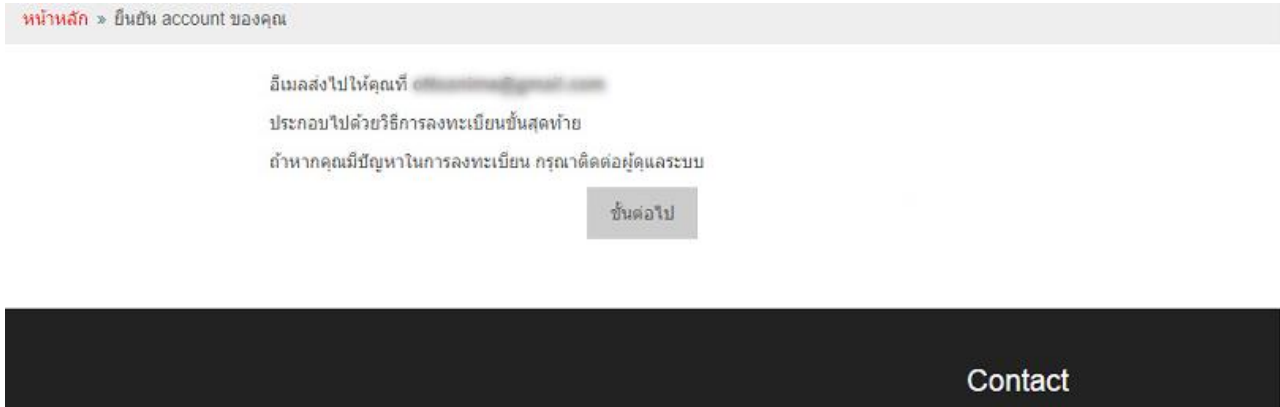 หน้าหลัก » ยืนยัน account ของคุณ
อีเมลส่งไปให้คุณที่
ประกอบไปด้วยวิธีการลงทะเบียนขั้นสุดท้าย
ถ้าหากคุณมีปัญหาในการลงทะเบียน กรุณาติดต่อผู้ดูแลระบบ
ขั้นต่อไป
Contact